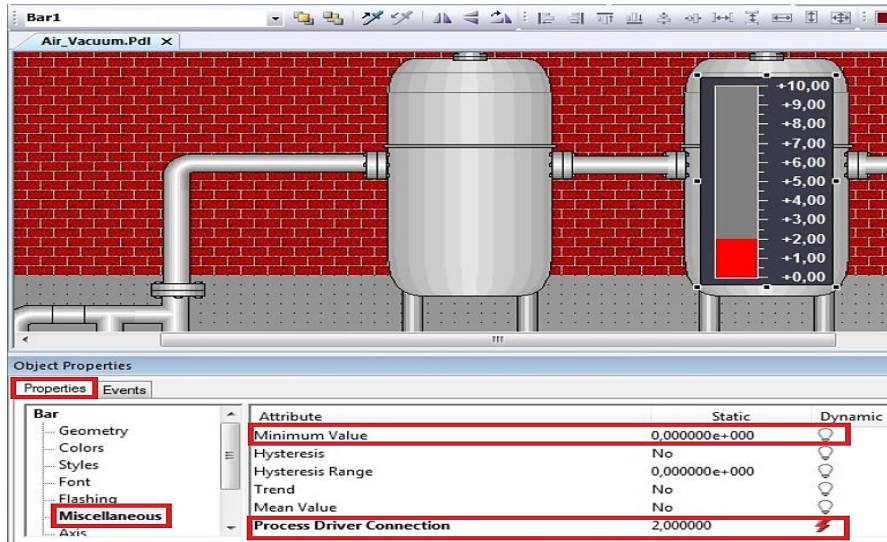 Bar1
Air_Vacuum.Pdl
+10,00
+9,00
+8,00
+7,00
+6,00
+5,00
+4,00
+3,00
+2,00
+1,00
+0,00
Object Properties
Properties Events
Bar
Geometry
Colors
Styles
Font
Flashing
Miscellaneous
Axis
Attribute Static Dynamic
Minimum Value 0,000000e+000
Hysteresis No
Hysteresis Range 0,000000e+000
Trend No
Mean Value No
Process Driver Connection 2,000000